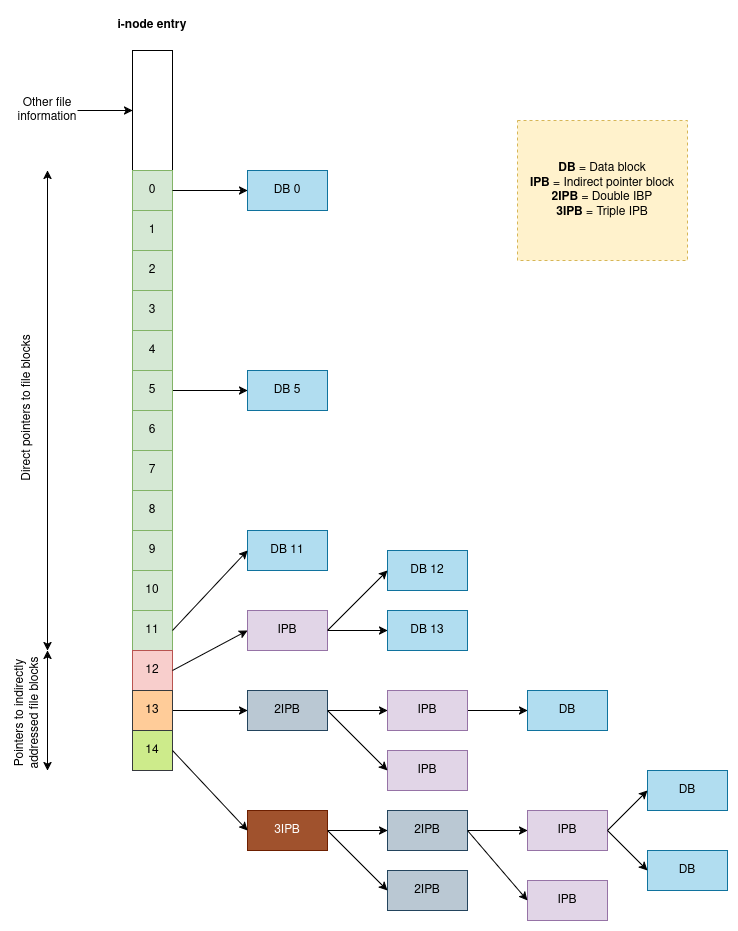 i-node entry
Other file
information
DB = Data block
IPB = Indirect pointer block
2IPB = Double IBP
3IPB = Triple IPB
Direct pointers to file blocks
0
DB 0
1
2
3
4
5
DB 5
6
7
8
9
DB 11
DB 12
10
11
IPB
DB 13
Pointers to indirectly
addressed file blocks
12
13
2IPB
IPB
DB
14
IPB
DB
3IPB
2IPB
IPB
DB
2IPB
IPB